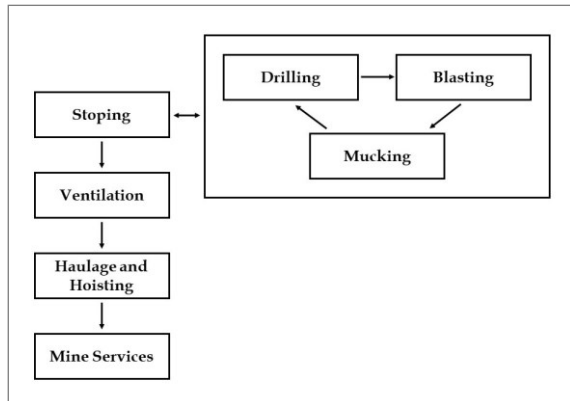 Drilling
Blasting
Stoping
Mucking
Ventilation
Haulage and
Hoisting
Mine Services